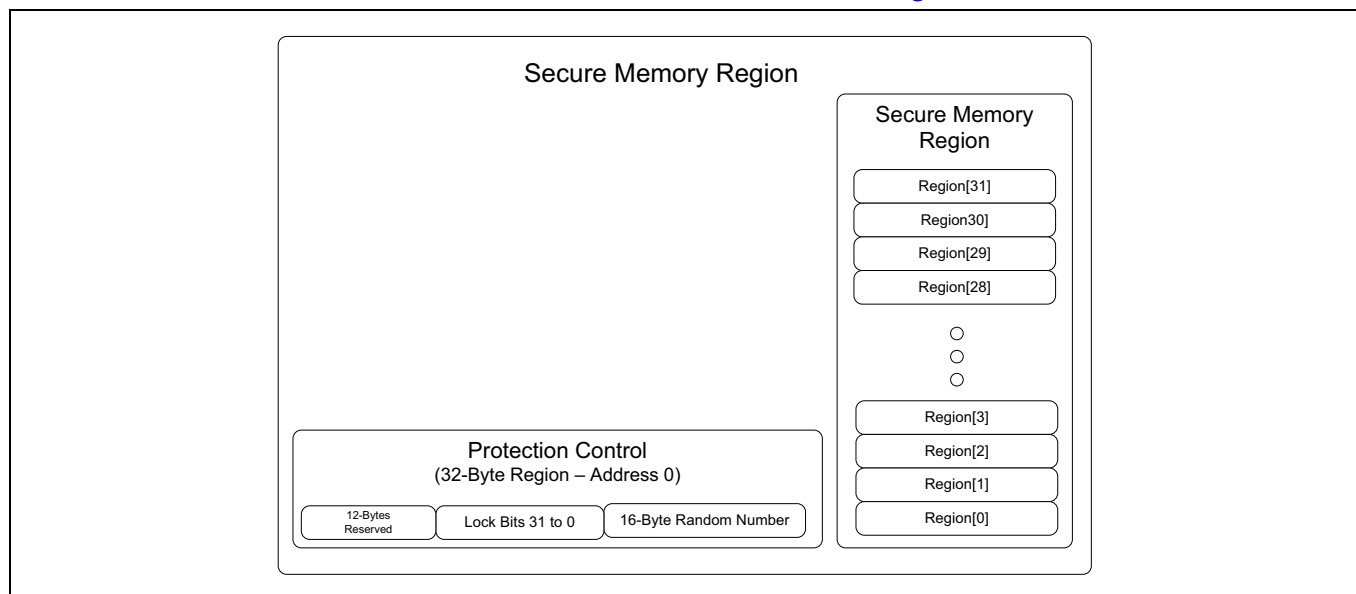 Secure Memory Region
Secure Memory
Region
Region[31]
Region30]
Region[29]
Region[28]
Region[3]
Region[2]
Region[1]
Region[0]
Protection Control
(32-Byte Region – Address 0)
12-Bytes
Reserved
Lock Bits 31 to 0
16-Byte Random Number